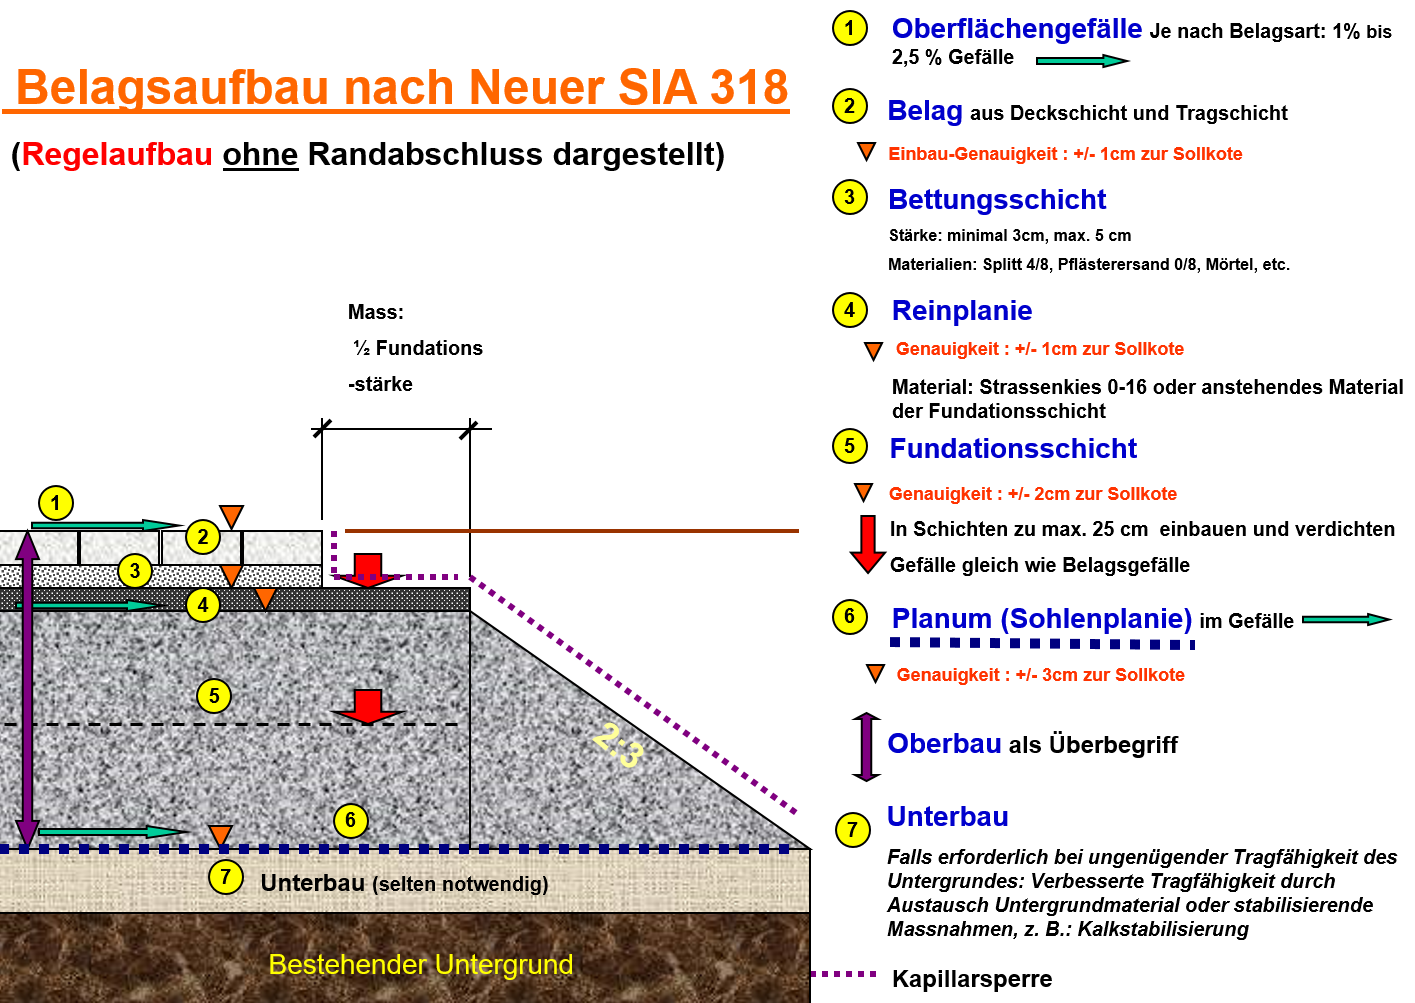 Belagsaufbau nach Neuer SIA 318
(Regelaufbau ohne Randabschluss dargestellt)
Mass:
½ Fundations
-stärke
1
2
3
4
5
6
2:3
7
Unterbau (selten notwendig)
Bestehender Untergrund
1 Oberflächengefälle Je nach Belagsart: 1% bis
2,5 % Gefälle
2 Belag aus Deckschicht und Tragschicht
Einbau-Genauigkeit : +/- 1cm zur Sollkote
3 Bettungsschicht
Stärke: minimal 3cm, max. 5 cm
Materialien: Splitt 4/8, Pflästerersand 0/8, Mörtel, etc.
4 Reinplanie
Genauigkeit : +/- 1cm zur Sollkote
Material: Strassenkies 0-16 oder anstehendes Material
der Fundationsschicht
5 Fundationsschicht
Genauigkeit : +/- 2cm zur Sollkote
In Schichten zu max. 25 cm einbauen und verdichten
Gefälle gleich wie Belagsgefälle
6 Planum (Sohlenplanie) im Gefälle
Genauigkeit : +/- 3cm zur Sollkote
Oberbau als Überbegriff
7 Unterbau
Falls erforderlich bei ungenügender Tragfähigkeit des
Untergrundes: Verbesserte Tragfähigkeit durch
Austausch Untergrundmaterial oder stabilisierende
Massnahmen, z. B.: Kalkstabilisierung
Kapillarsperre